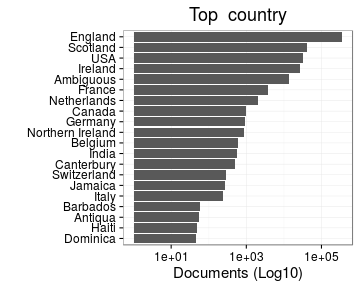 Top country
England
Scotland
USA
Ireland
Ambiguous
France
Netherlands
Canada
Germany
Northern Ireland
Belgium
India
Canterbury
Switzerland
Jamaica
Italy
Barbados
Antigua
Haiti
Dominica
1e+01 1e+03 1e+05
Documents (Log10)